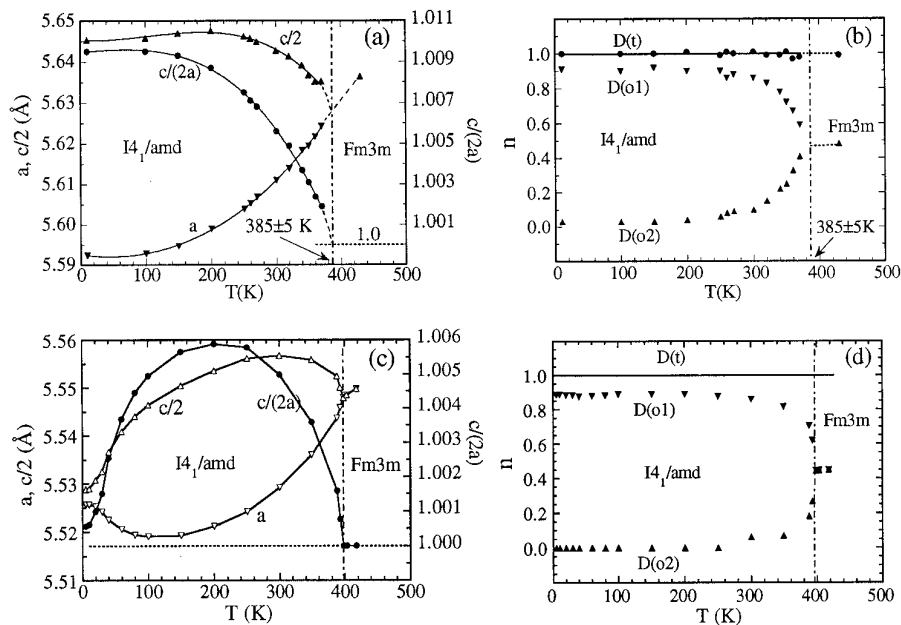 5.65
5.64
5.63
5.62
5.61
5.60
5.59
a, c/2 (Å)
(a)
c/2
c/(2a)
I4₁/amd
Fm3m
a
1.0
385±5 K
1.011
1.010
1.009
1.007
1.006
1.004
1.003
1.001
1.000
c/(2a)
0 100 200 300 400 500
T(K)
(b)
D(t)
D(o1)
I4₁/amd
Fm3m
D(o2)
385±5K
1.0
0.8
0.6
0.4
0.2
0.0
n
0 100 200 300 400 500
T(K)
5.56
5.55
5.54
5.53
5.52
5.51
a, c/2 (Å)
(c)
c/2
c/(2a)
I4₁/amd
Fm3m
a
1.006
1.005
1.004
1.002
1.001
1.000
c/(2a)
0 100 200 300 400 500
T (K)
(d)
D(t)
D(o1)
Fm3m
I4₁/amd
D(o2)
1.0
0.8
0.6
0.4
0.2
0.0
n
0 100 200 300 400 500
T (K)